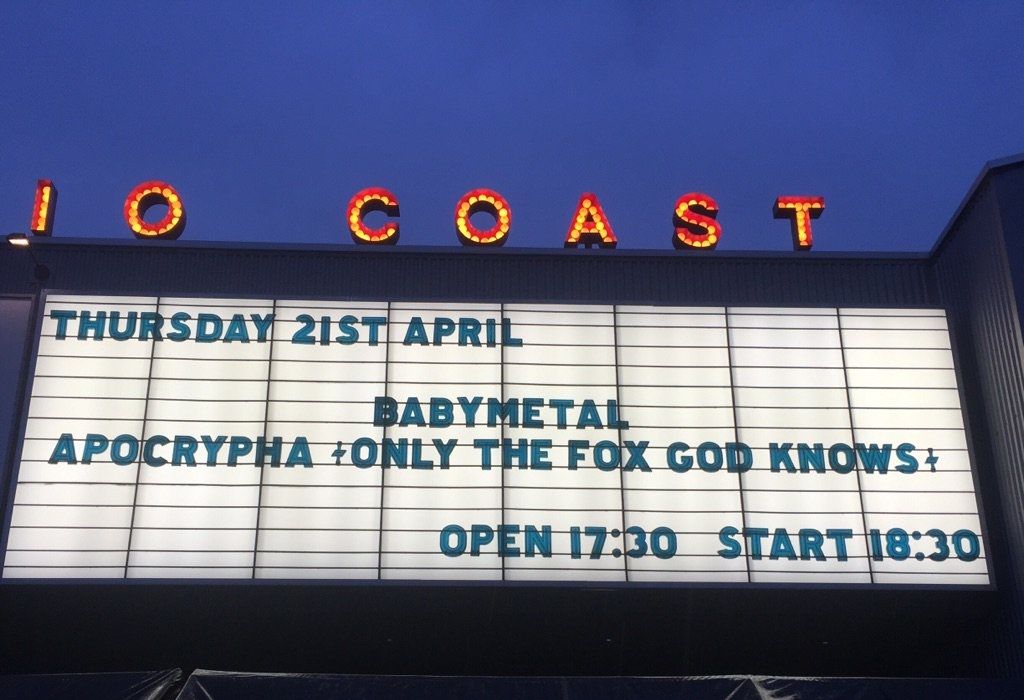 IO COAST
THURSDAY 21ST APRIL
BABYMETAL
APOCRYPHA ⚡ONLY THE FOX GOD KNOWS⚡
OPEN 17:30 START 18:30